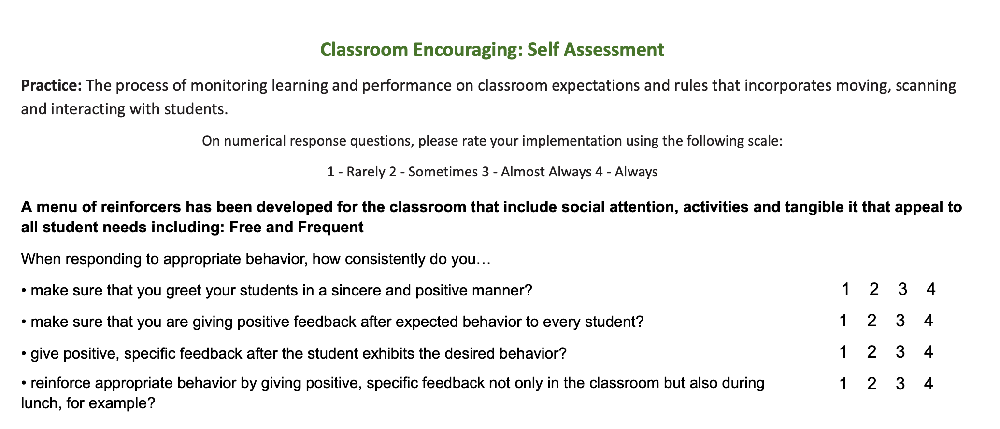 Classroom Encouraging: Self Assessment
Practice: The process of monitoring learning and performance on classroom expectations and rules that incorporates moving, scanning
and interacting with students.
On numerical response questions, please rate your implementation using the following scale:
1 - Rarely 2 - Sometimes 3 - Almost Always 4 - Always
A menu of reinforcers has been developed for the classroom that include social attention, activities and tangible it that appeal to
all student needs including: Free and Frequent
When responding to appropriate behavior, how consistently do you…
• make sure that you greet your students in a sincere and positive manner? 1 2 3 4
• make sure that you are giving positive feedback after expected behavior to every student? 1 2 3 4
• give positive, specific feedback after the student exhibits the desired behavior? 1 2 3 4
• reinforce appropriate behavior by giving positive, specific feedback not only in the classroom but also during 1 2 3 4
lunch, for example?